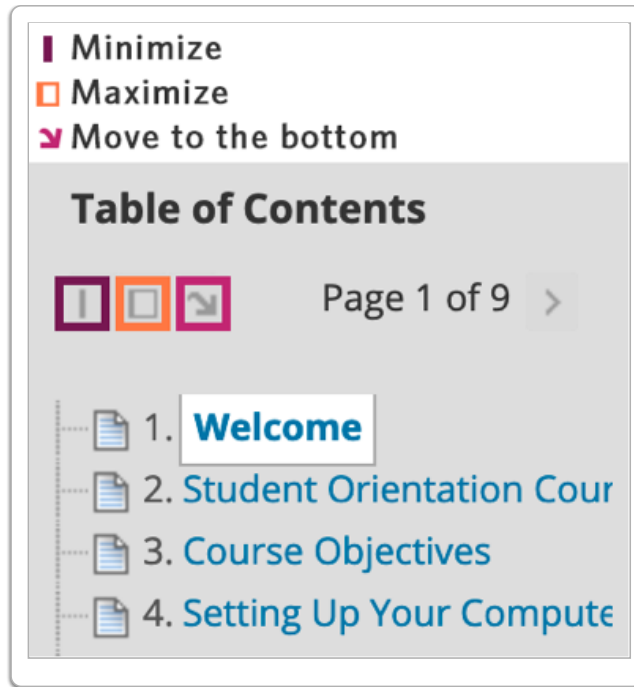 Minimize
Maximize
Move to the bottom
Table of Contents
Page 1 of 9 >
1. Welcome
2. Student Orientation Cour
3. Course Objectives
4. Setting Up Your Compute